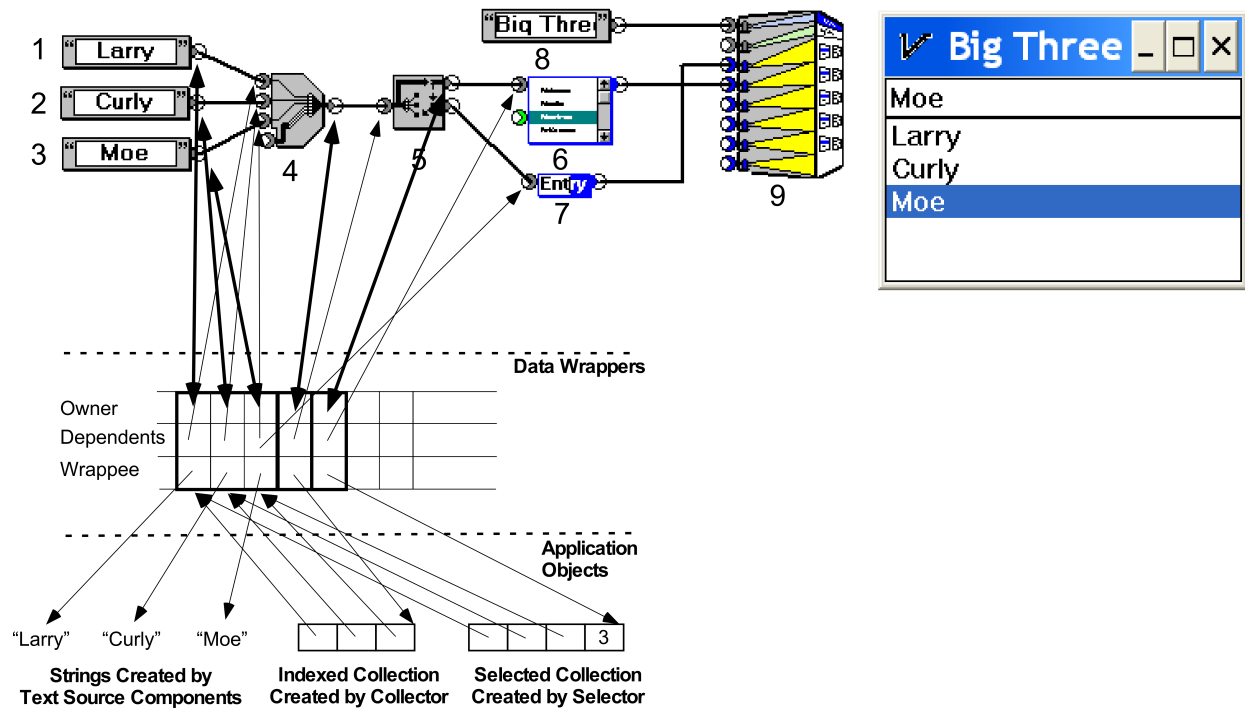 1 “ Larry ”
2 “ Curly ”
3 “ Moe ”
4
5
6
Entry
7
“ Big Three ”
8
9
Big Three
Moe
Larry
Curly
Moe
Data Wrappers
Owner
Dependents
Wrappee
Application
Objects
“Larry” “Curly” “Moe”
3
Strings Created by
Text Source Components
Indexed Collection
Created by Collector
Selected Collection
Created by Selector